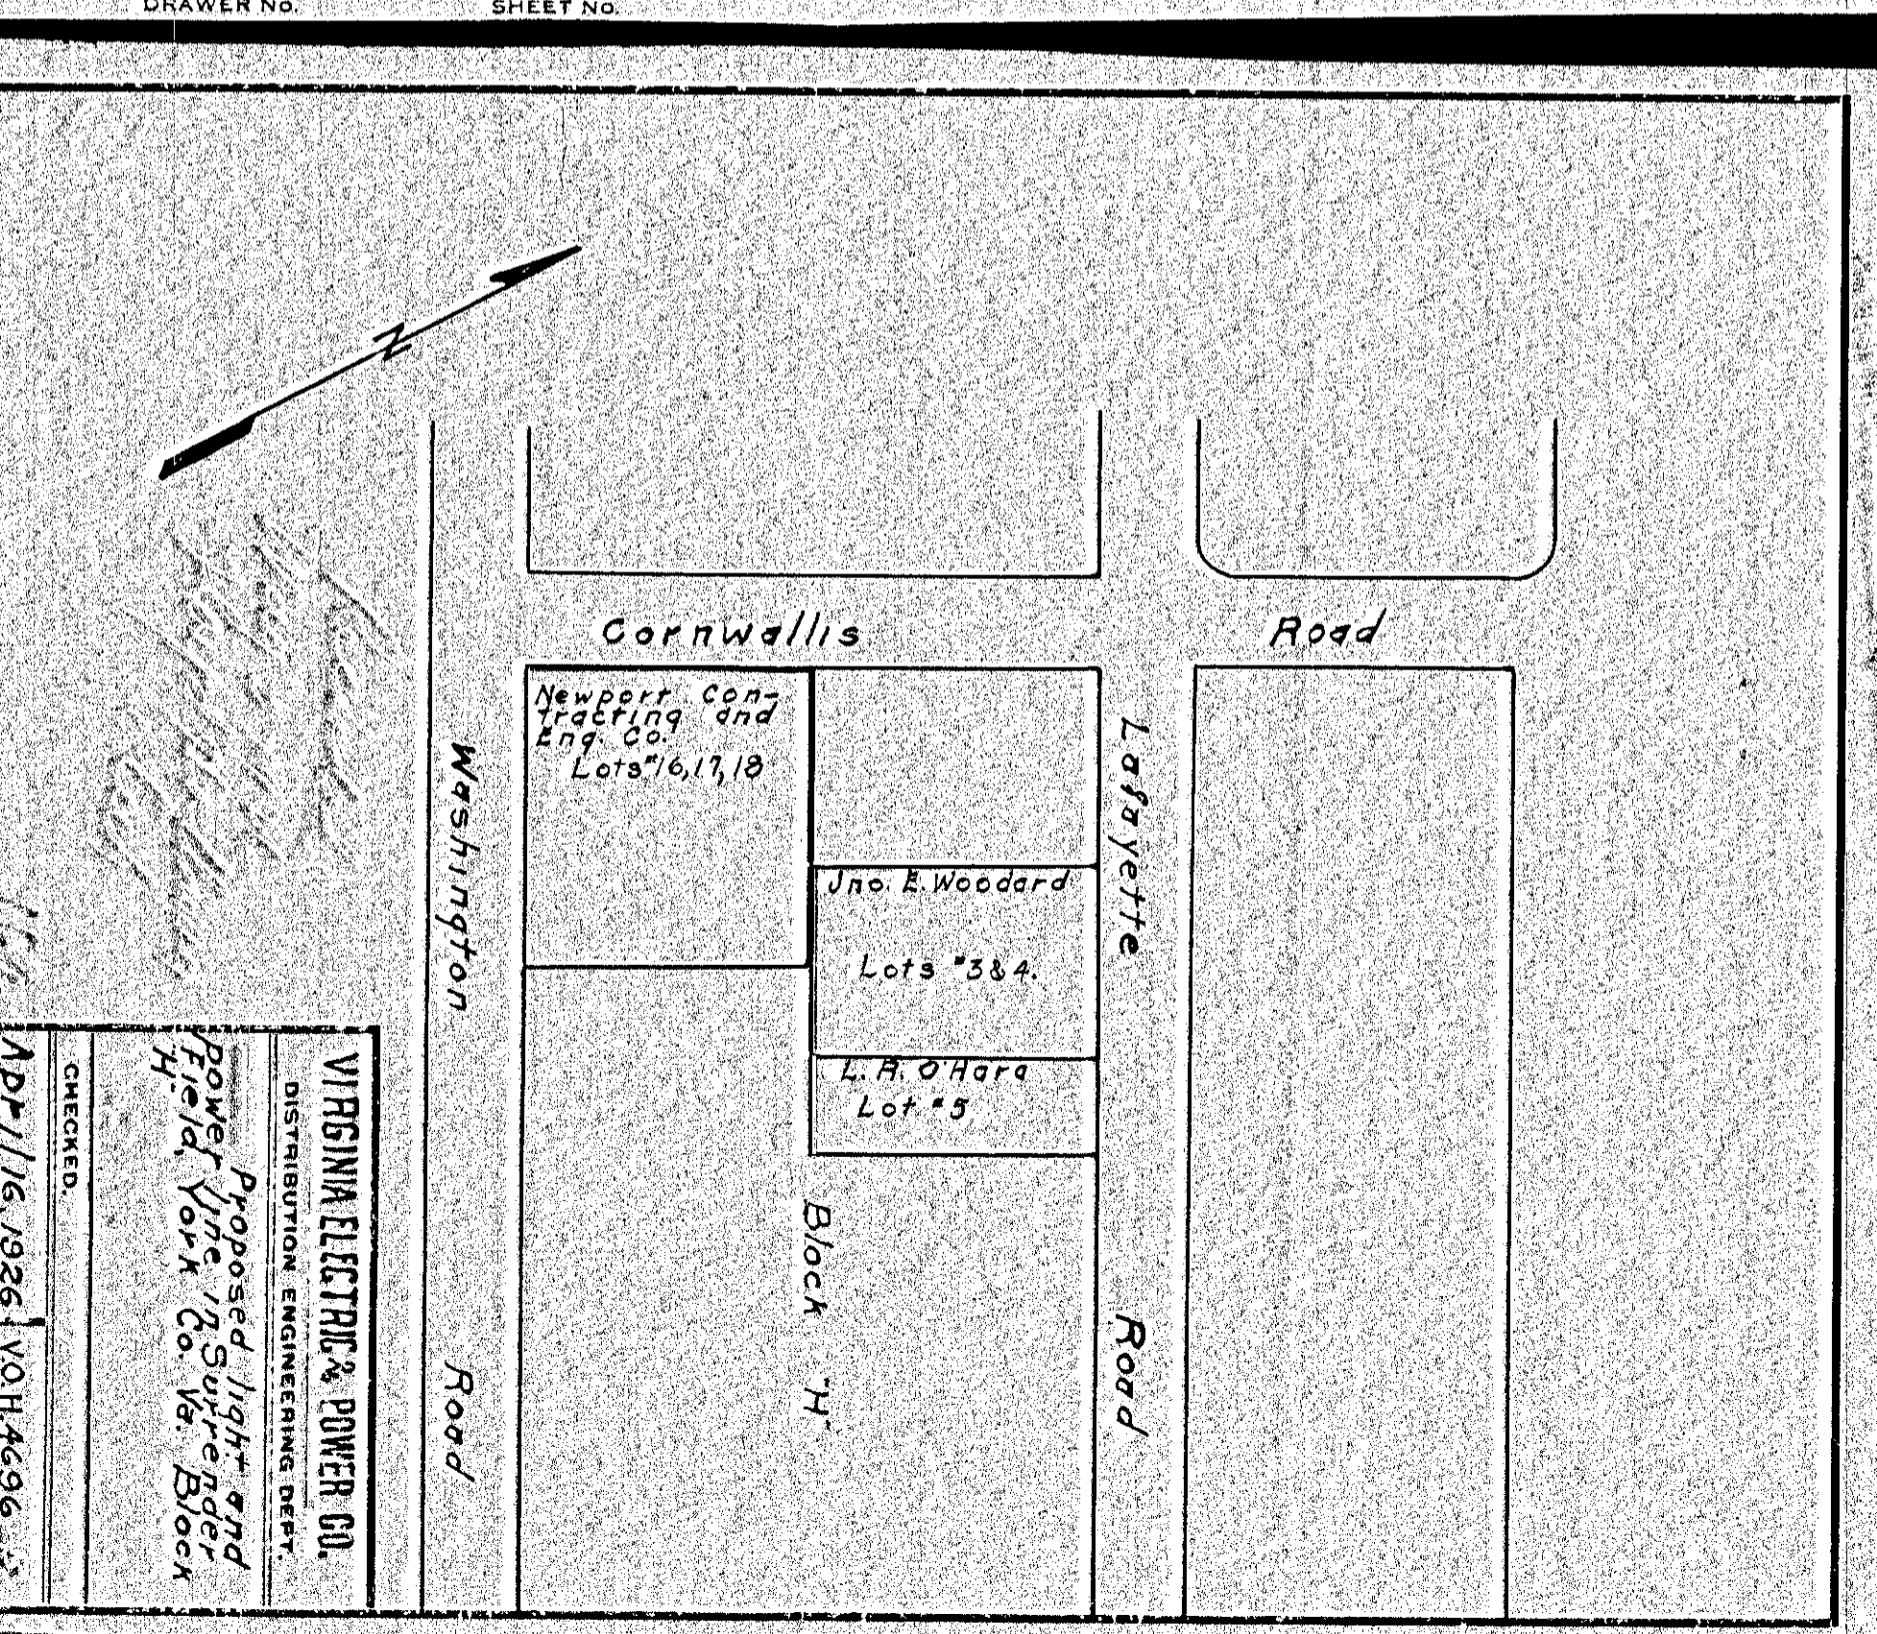 DRAWER No.
SHEET No.
N
Cornwallis Road
Newport Con-
tracting and
Eng. Co.
Lots #16, 17, 18
Jno. E. Woodard
Lots #3 & 4.
L. A. O'Hara
Lot #5
Washington Road
Lafayette Road
Block "H"
VIRGINIA ELECTRIC & POWER CO.
DISTRIBUTION ENGINEERING DEPT.
Proposed light and
power line in Surrender
Field, York Co. Va. Block
"H"
CHECKED.
April 16, 1926
V.O.H. 4696